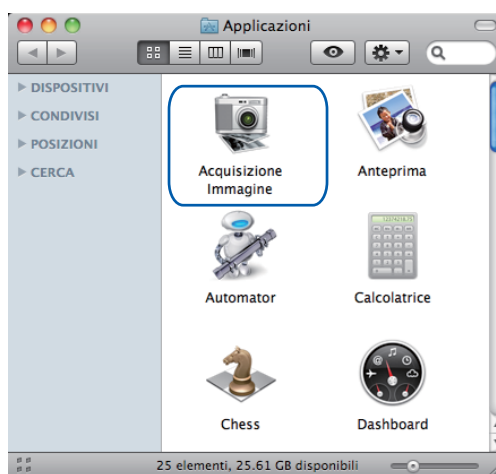 Applicazioni
DISPOSITIVI
CONDIVISI
POSIZIONI
CERCA
Acquisizione
Immagine
Anteprima
Automator
Calcolatrice
Chess
Dashboard
25 elementi, 25.61 GB disponibili